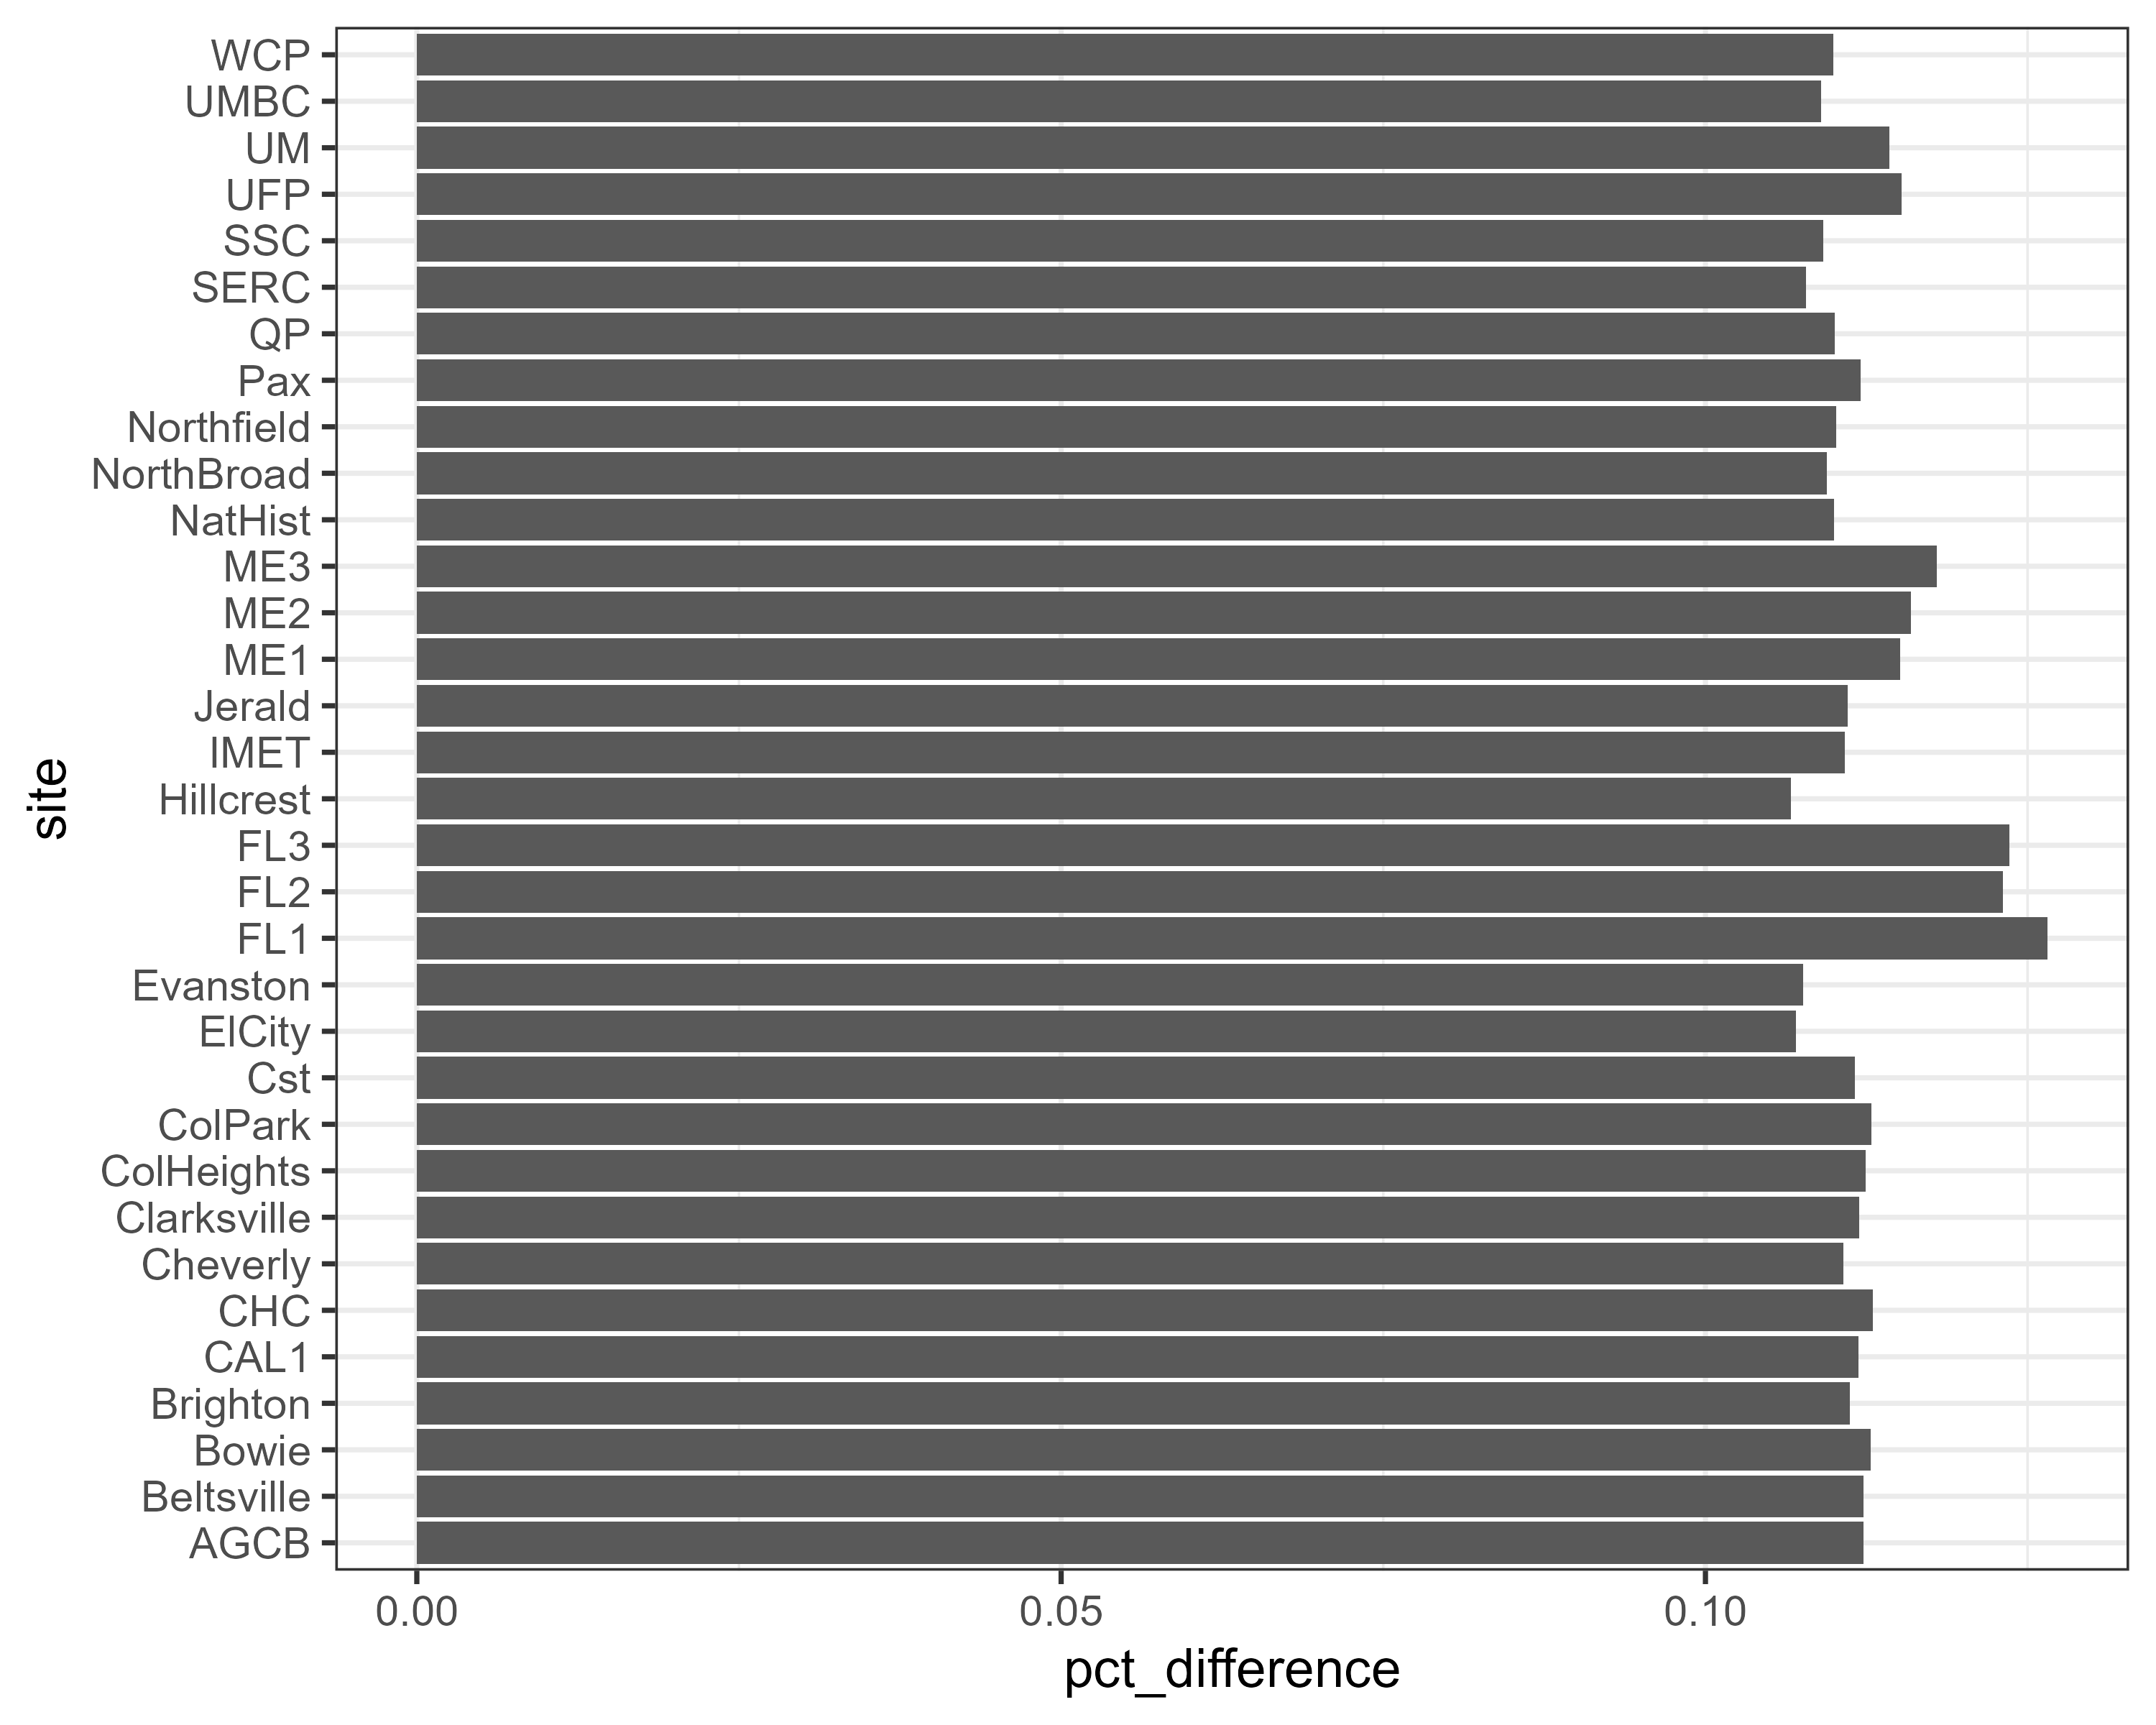 WCP
UMBC
UM
UFP
SSC
SERC
QP
Pax
Northfield
NorthBroad
NatHist
ME3
ME2
ME1
Jerald
IMET
Hillcrest
FL3
FL2
FL1
Evanston
ElCity
Cst
ColPark
ColHeights
Clarksville
Cheverly
CHC
CAL1
Brighton
Bowie
Beltsville
AGCB
site
0.00 0.05 0.10
pct_difference